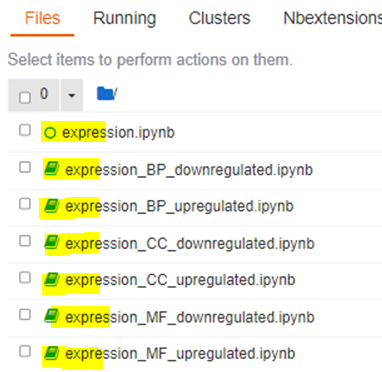 Files Running Clusters Nbextensions
Select items to perform actions on them.
0 /
expression.ipynb
expression_BP_downregulated.ipynb
expression_BP_upregulated.ipynb
expression_CC_downregulated.ipynb
expression_CC_upregulated.ipynb
expression_MF_downregulated.ipynb
expression_MF_upregulated.ipynb